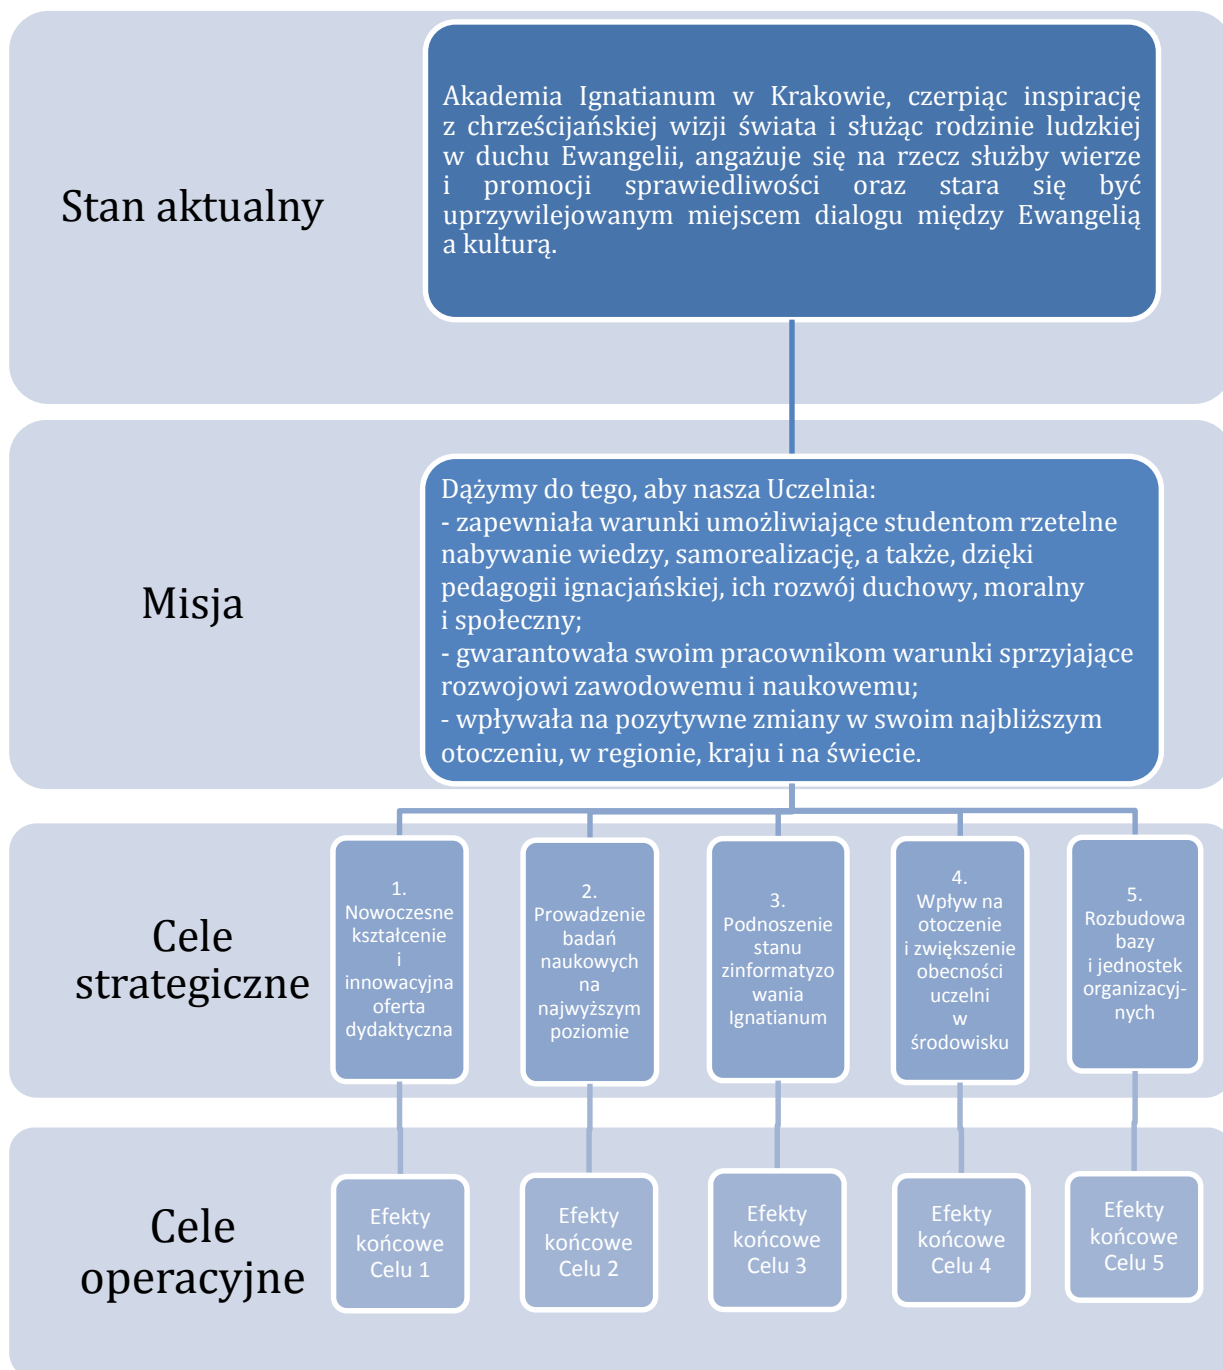 Stan aktualny
Akademia Ignatianum w Krakowie, czerpiąc inspirację
z chrześcijańskiej wizji świata i służąc rodzinie ludzkiej
w duchu Ewangelii, angażuje się na rzecz służby wierze
i promocji sprawiedliwości oraz stara się być
uprzywilejowanym miejscem dialogu między Ewangelią
a kulturą.
Misja
Dążymy do tego, aby nasza Uczelnia:
- zapewniała warunki umożliwiające studentom rzetelne
nabywanie wiedzy, samorealizację, a także, dzięki
pedagogii ignacjańskiej, ich rozwój duchowy, moralny
i społeczny;
- gwarantowała swoim pracownikom warunki sprzyjające
rozwojowi zawodowemu i naukowemu;
- wpływała na pozytywne zmiany w swoim najbliższym
otoczeniu, w regionie, kraju i na świecie.
Cele
strategiczne
1.
Nowoczesne
kształcenie
i
innowacyjna
oferta
dydaktyczna
2.
Prowadzenie
badań
naukowych
na
najwyższym
poziomie
3.
Podnoszenie
stanu
zinformatyzo
wania
Ignatianum
4.
Wpływ na
otoczenie
i zwiększenie
obecności
uczelni
w
środowisku
5.
Rozbudowa
bazy
i jednostek
organizacyj-
nych
Cele
operacyjne
Efekty
końcowe
Celu 1
Efekty
końcowe
Celu 2
Efekty
końcowe
Celu 3
Efekty
końcowe
Celu 4
Efekty
końcowe
Celu 5